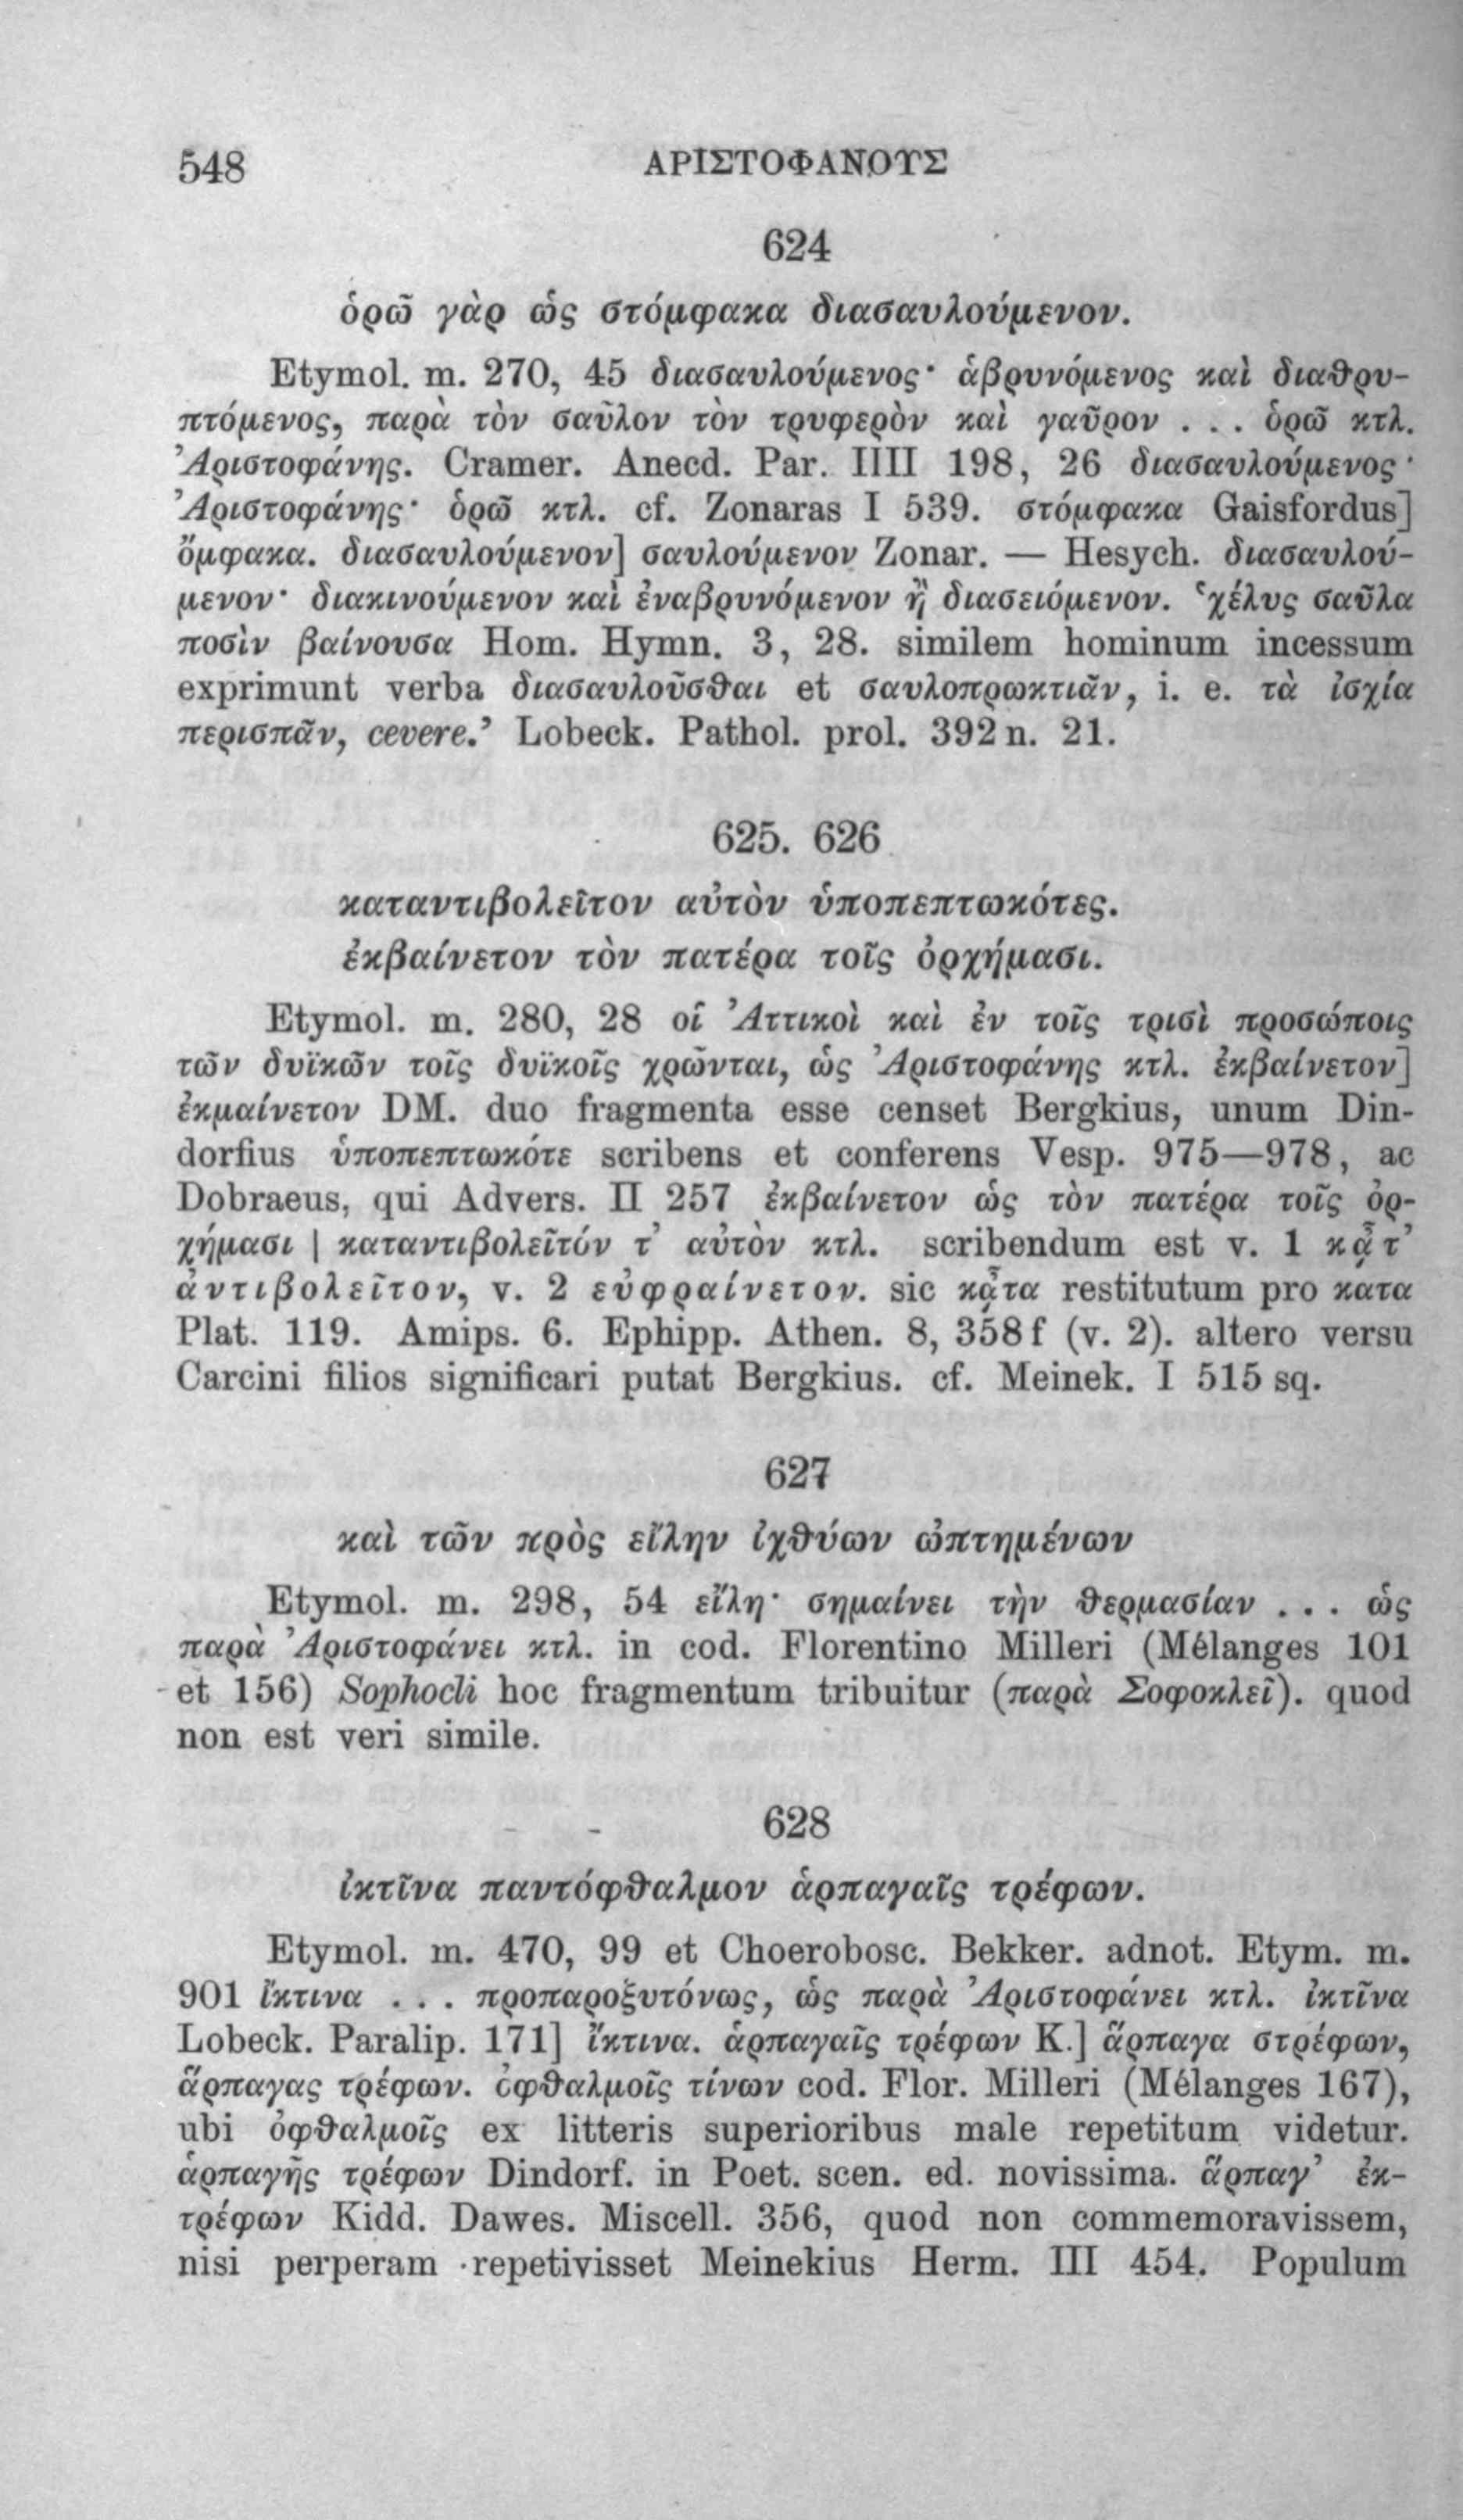 548 ΑΡΙΣΤΟΦΑΝΟΥΣ
624
ὁρῶ γὰρ ὡς στόμφακα διασαυλούμενον.
Etymol. m. 270, 45 διασαυλούμενος· ἁβρυνόμενος καὶ διαθρυ-
πτόμενος, παρὰ τὸν σαῦλον τὸν τρυφερὸν καὶ γαῦρον . . . ὁρῶ κτλ.
Ἀριστοφάνης. Cramer. Anecd. Par. IIII 198, 26 διασαυλούμενος·
Ἀριστοφάνης· ὁρῶ κτλ. cf. Zonaras I 539. στόμφακα Gaisfordus]
ὄμφακα. διασαυλούμενον] σαυλούμενον Zonar. — Hesych. διασαυλού-
μενον· διακινούμενον καὶ ἐναβρυνόμενον ἢ διασειόμενον. ‘χέλυς σαῦλα
ποσὶν βαίνουσα Hom. Hymn. 3, 28. similem hominum incessum
exprimunt verba διασαυλοῦσθαι et σαυλοπρωκτιᾶν, i. e. τὰ ἰσχία
περισπᾶν, cevere.’ Lobeck. Pathol. prol. 392 n. 21.
625. 626
καταντιβολεῖτον αὐτὸν ὑποπεπτωκότες.
ἐκβαίνετον τὸν πατέρα τοῖς ὀρχήμασι.
Etymol. m. 280, 28 οἱ Ἀττικοὶ καὶ ἐν τοῖς τρισὶ προσώποις
τῶν δυϊκῶν τοῖς δυϊκοῖς χρῶνται, ὡς Ἀριστοφάνης κτλ. ἐκβαίνετον]
ἐκμαίνετον DM. duo fragmenta esse censet Bergkius, unum Din-
dorfius ὑποπεπτωκότε scribens et conferens Vesp. 975—978, ac
Dobraeus, qui Advers. II 257 ἐκβαίνετον ὡς τὸν πατέρα τοῖς ὀρ-
χήμασι | καταντιβολεῖτόν τ’ αὐτὸν κτλ. scribendum est v. 1 κᾆτ’
ἀντιβολεῖτον, v. 2 εὐφραίνετον. sic κᾆτα restitutum pro κατα
Plat. 119. Amips. 6. Ephipp. Athen. 8, 358 f (v. 2). altero versu
Carcini filios significari putat Bergkius. cf. Meinek. I 515 sq.
627
καὶ τῶν πρὸς εἵλην ἰχθύων ὠπτημένων
Etymol. m. 298, 54 εἵλη· σημαίνει τὴν θερμασίαν . . . ὡς
παρὰ Ἀριστοφάνει κτλ. in cod. Florentino Milleri (Mélanges 101
et 156) Sophocli hoc fragmentum tribuitur (παρὰ Σοφοκλεῖ). quod
non est veri simile.
628
ἰκτῖνα παντόφθαλμον ἁρπαγαῖς τρέφων.
Etymol. m. 470, 99 et Choerobosc. Bekker. adnot. Etym. m.
901 ἴκτινα . . . προπαροξυτόνως, ὡς παρὰ Ἀριστοφάνει κτλ. ἰκτῖνα
Lobeck. Paralip. 171] ἴκτινα. ἁρπαγαῖς τρέφων K.] ἅρπαγα στρέφων,
ἅρπαγας τρέφων. ὀφθαλμοῖς τίνων cod. Flor. Milleri (Mélanges 167),
ubi ὀφθαλμοῖς ex litteris superioribus male repetitum videtur.
ἁρπαγῆς τρέφων Dindorf. in Poet. scen. ed. novissima. ἅρπαγ’ ἐκ-
τρέφων Kidd. Dawes. Miscell. 356, quod non commemoravissem,
nisi perperam repetivisset Meinekius Herm. III 454. Populum